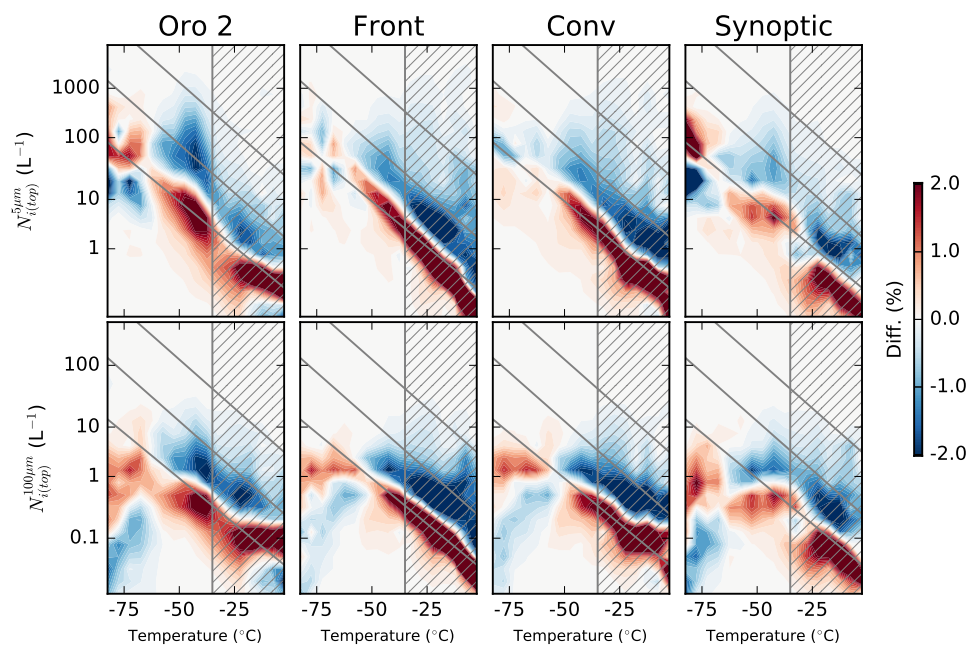 Oro 2 Front Conv Synoptic
1000
100
10
1
N_{i(top)}^{5μm} (L⁻¹)
100
10
1
0.1
N_{i(top)}^{100μm} (L⁻¹)
-75 -50 -25 -75 -50 -25 -75 -50 -25 -75 -50 -25
Temperature (°C) Temperature (°C) Temperature (°C) Temperature (°C)
2.0
1.0
0.0
-1.0
-2.0
Diff. (%)